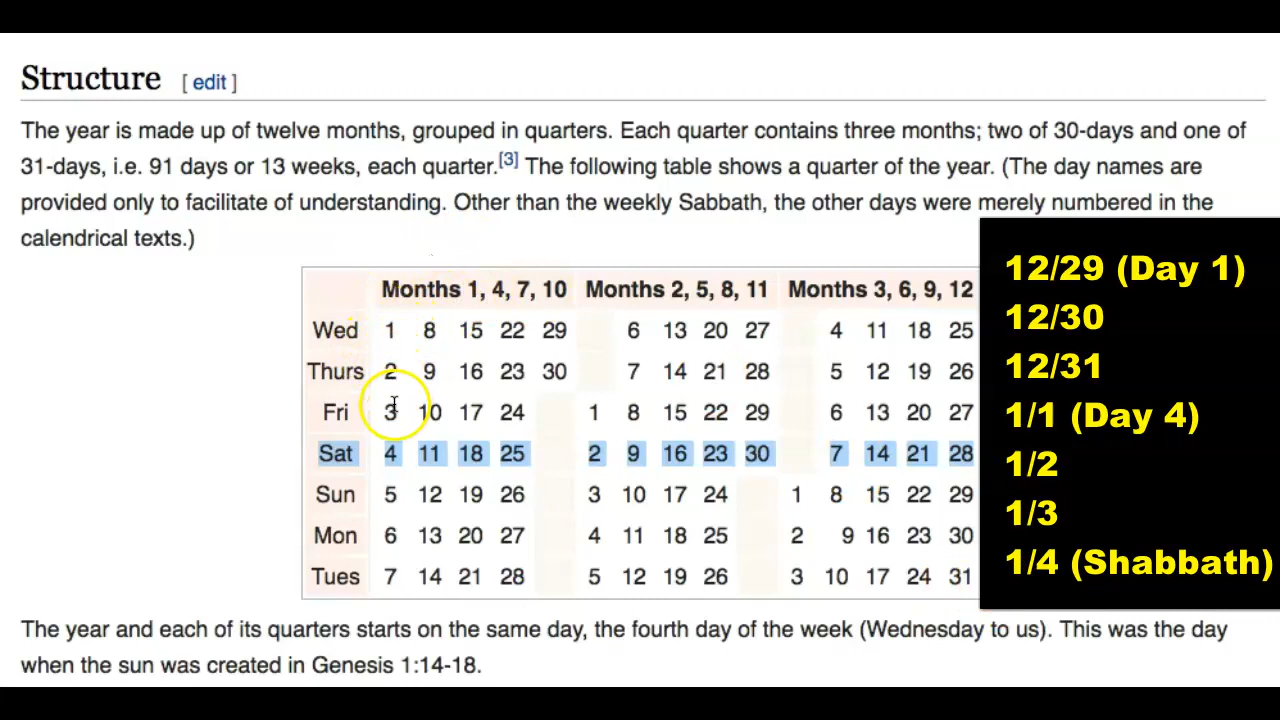 Structure [ edit ]
The year is made up of twelve months, grouped in quarters. Each quarter contains three months; two of 30-days and one of
31-days, i.e. 91 days or 13 weeks, each quarter.[3] The following table shows a quarter of the year. (The day names are
provided only to facilitate of understanding. Other than the weekly Sabbath, the other days were merely numbered in the
calendrical texts.)
Months 1, 4, 7, 10 Months 2, 5, 8, 11 Months 3, 6, 9, 12
Wed 1 8 15 22 29 6 13 20 27 4 11 18 25
Thurs 2 9 16 23 30 7 14 21 28 5 12 19 26
Fri 3 10 17 24 1 8 15 22 29 6 13 20 27
Sat 4 11 18 25 2 9 16 23 30 7 14 21 28
Sun 5 12 19 26 3 10 17 24 1 8 15 22 29
Mon 6 13 20 27 4 11 18 25 2 9 16 23 30
Tues 7 14 21 28 5 12 19 26 3 10 17 24 31
12/29 (Day 1)
12/30
12/31
1/1 (Day 4)
1/2
1/3
1/4 (Shabbath)
The year and each of its quarters starts on the same day, the fourth day of the week (Wednesday to us). This was the day
when the sun was created in Genesis 1:14-18.